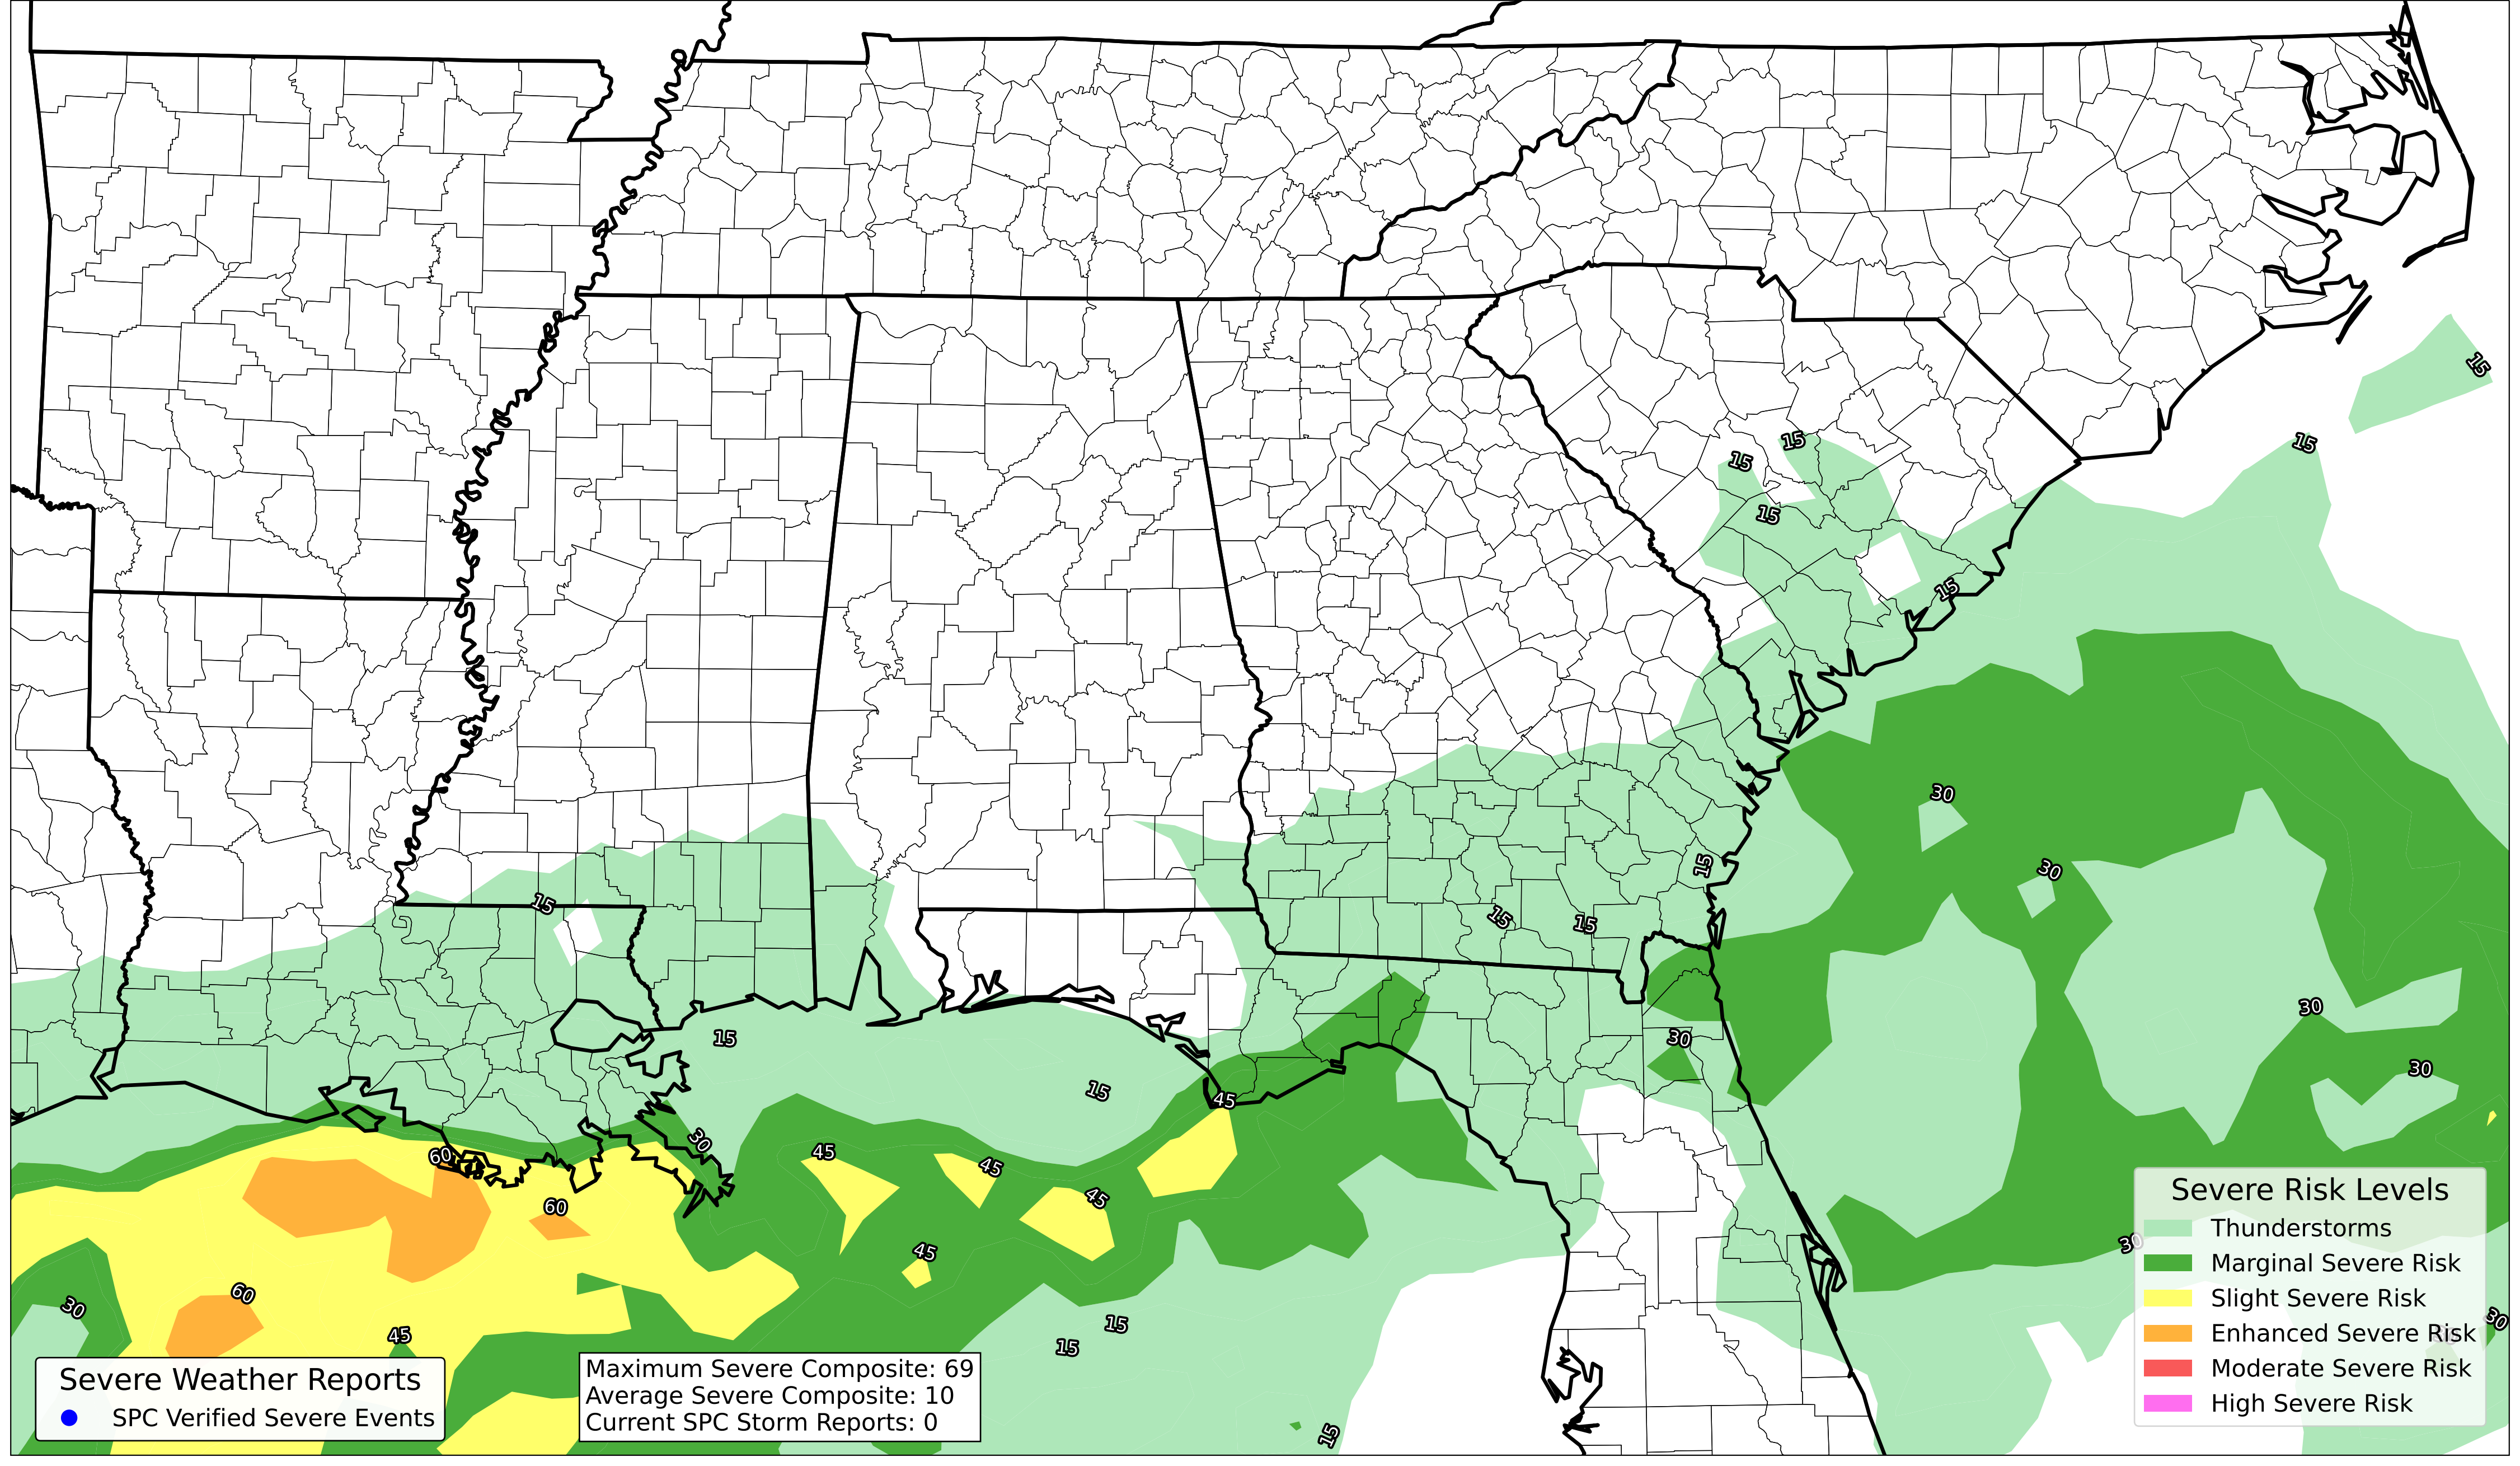 15
15
15
15
15
15
30
15
30
15
15
15
30
15
30
30
15
45
30
45
60
45
45
60
30
45
60
30
15
30
45
15
15
Severe Risk Levels
Thunderstorms
Marginal Severe Risk
Slight Severe Risk
Enhanced Severe Risk
Moderate Severe Risk
High Severe Risk
Severe Weather Reports
SPC Verified Severe Events
Maximum Severe Composite: 69
Average Severe Composite: 10
Current SPC Storm Reports: 0